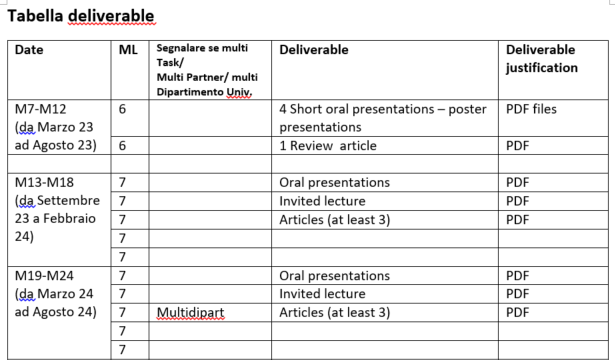 Tabella deliverable
Date ML Segnalare se multi Task/ Multi Partner/ multi Dipartimento Univ. Deliverable Deliverable justification
M7-M12 (da Marzo 23 ad Agosto 23) 6 4 Short oral presentations – poster presentations PDF files
6 1 Review article PDF
M13-M18 (da Settembre 23 a Febbraio 24) 7 Oral presentations PDF
7 Invited lecture PDF
7 Articles (at least 3) PDF
7
7
M19-M24 (da Marzo 24 ad Agosto 24) 7 Oral presentations PDF
7 Invited lecture PDF
7 Multidipart Articles (at least 3) PDF
7
7